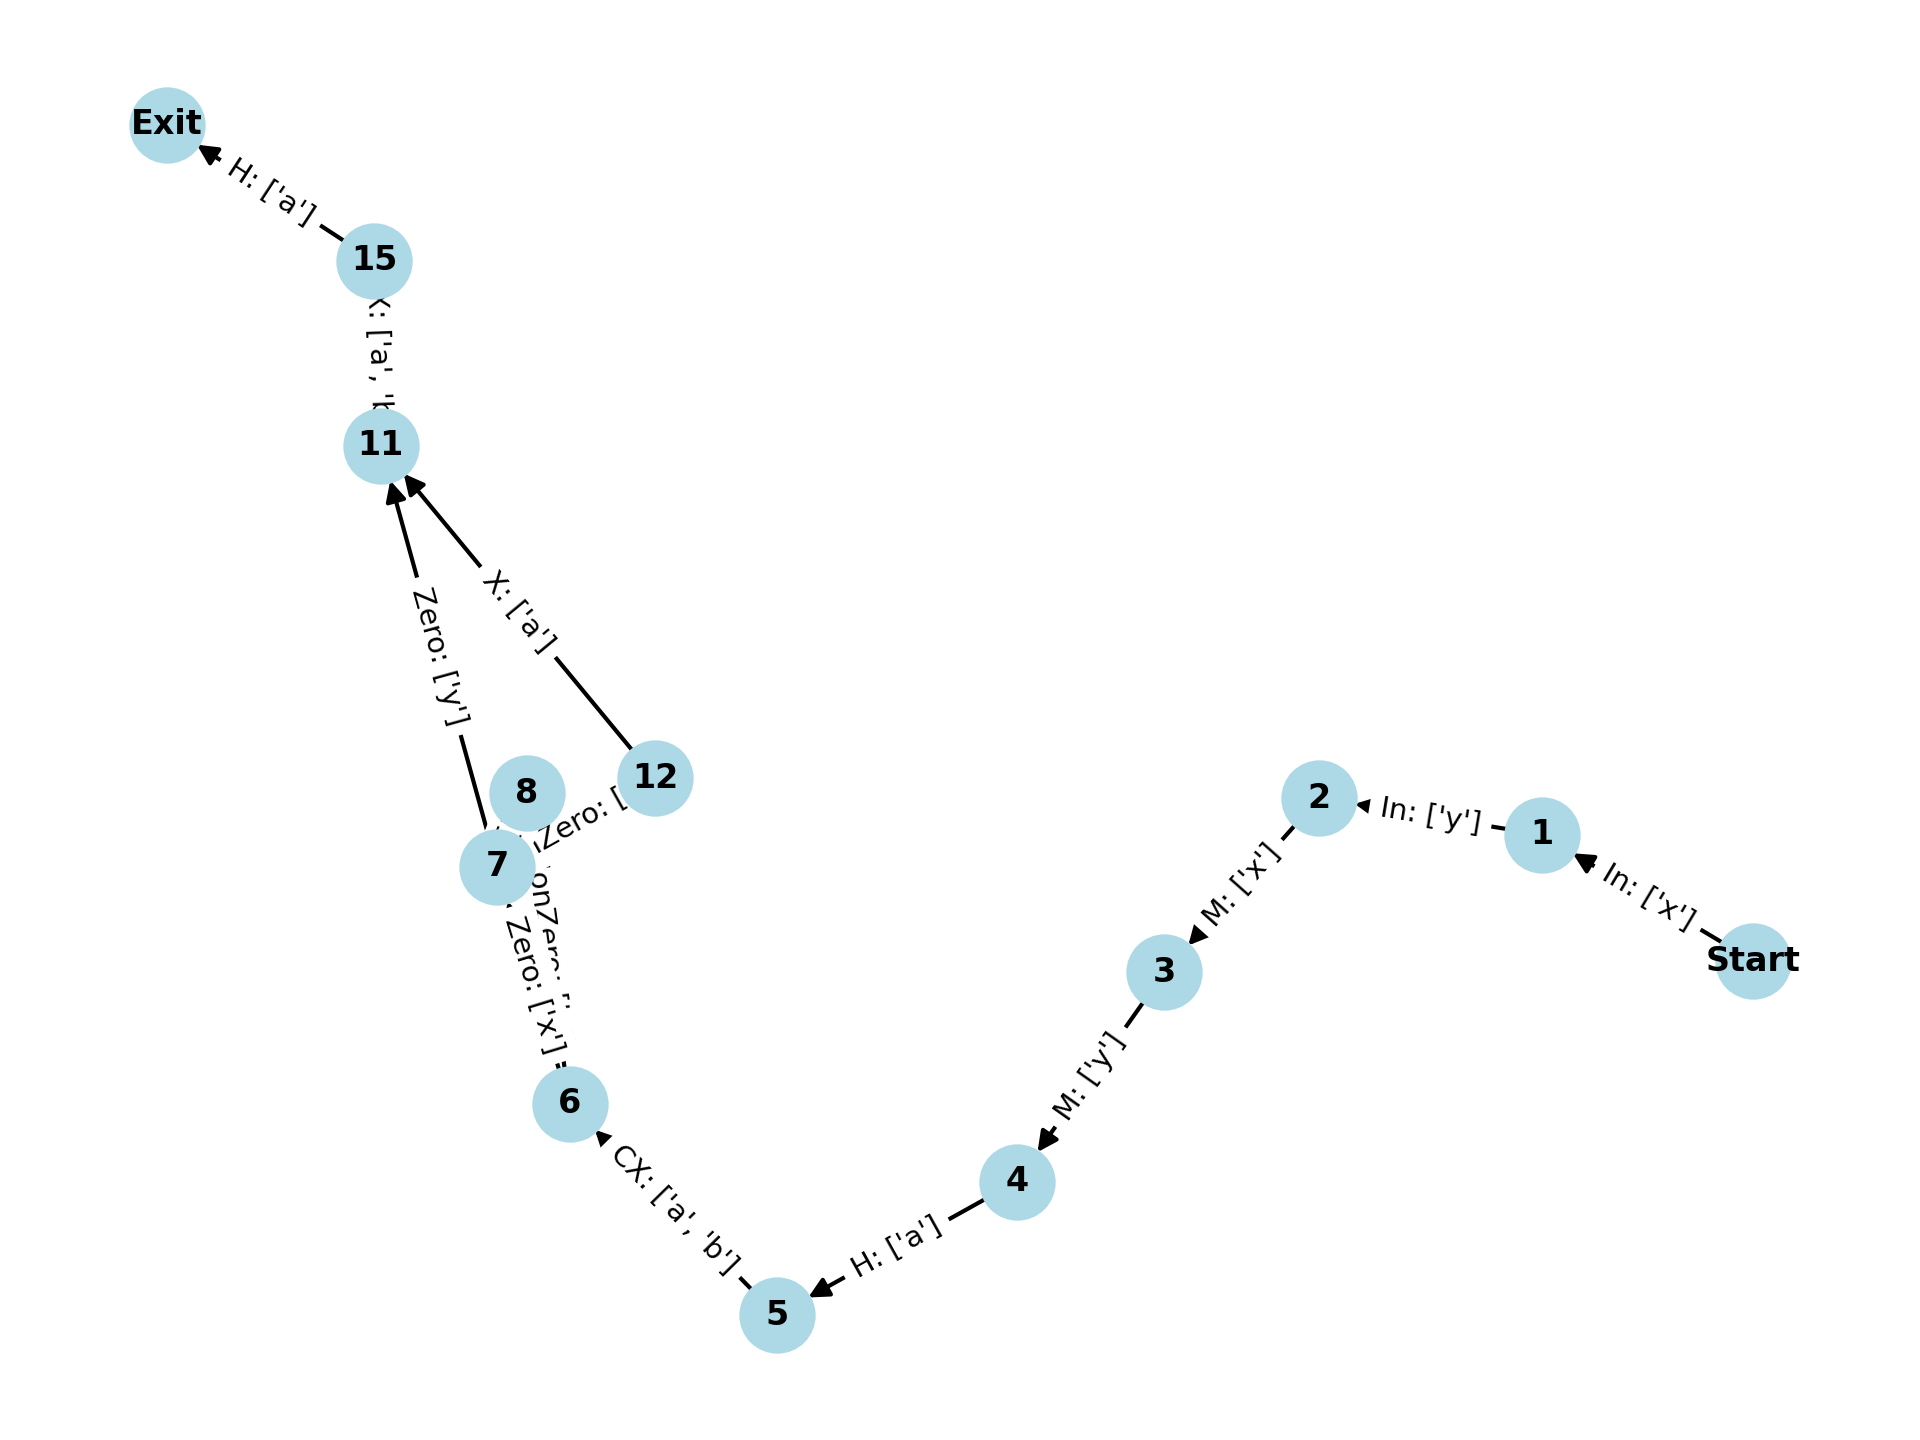 Exit
H: ['a']
15
X: ['a', 'b
11
X: ['a']
Zero: ['y']
8
12
Zero: [
7
onZero: [
Zero: ['x']
6
CX: ['a', 'b']
5
H: ['a']
4
M: ['y']
3
M: ['x']
2
In: ['y']
1
In: ['x']
Start